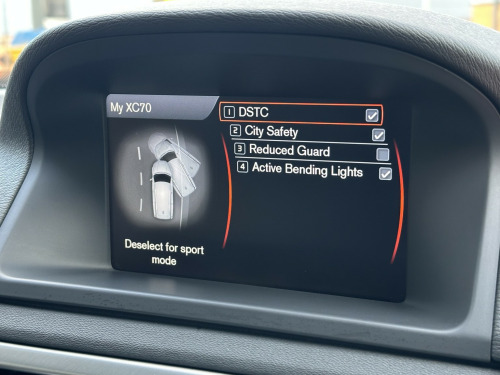 My XC70
1 DSTC
2 City Safety
3 Reduced Guard
4 Active Bending Lights
Deselect for sport
mode